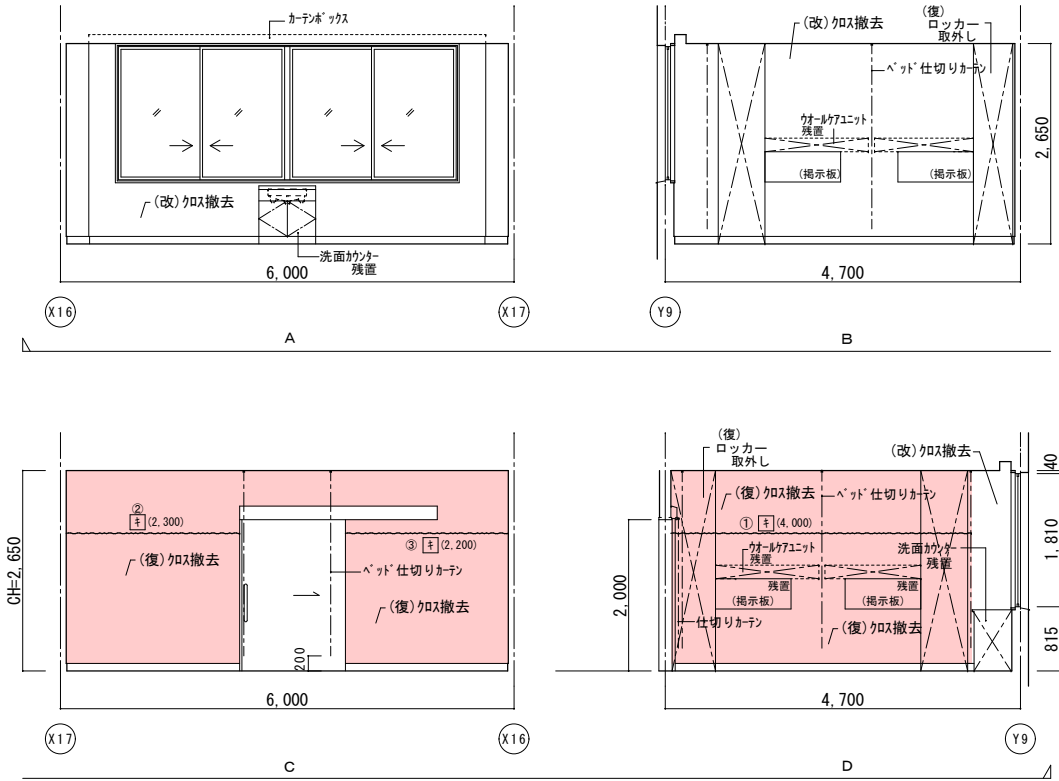 カーテンボックス
(改)クロス撤去
洗面カウンター
残置
6,000
X16
X17
A
(改)クロス撤去
(復)
ロッカー
取外し
ベッド仕切りカーテン
ウオールケアユニット
残置
(掲示板)
(掲示板)
2,650
4,700
Y9
B
CH=2,650
②
キ(2,300)
(復)クロス撤去
③キ(2,200)
ベッド仕切りカーテン
(復)クロス撤去
200
6,000
X17
X16
C
(復)
ロッカー
取外し
(改)クロス撤去
(復)クロス撤去
ベッド仕切りカーテン
①キ(4,000)
ウオールケアユニット
残置
残置
(掲示板)
(掲示板)
洗面カウンター
残置
仕切りカーテン
(復)クロス撤去
2,000
40
1,810
815
4,700
Y9
D